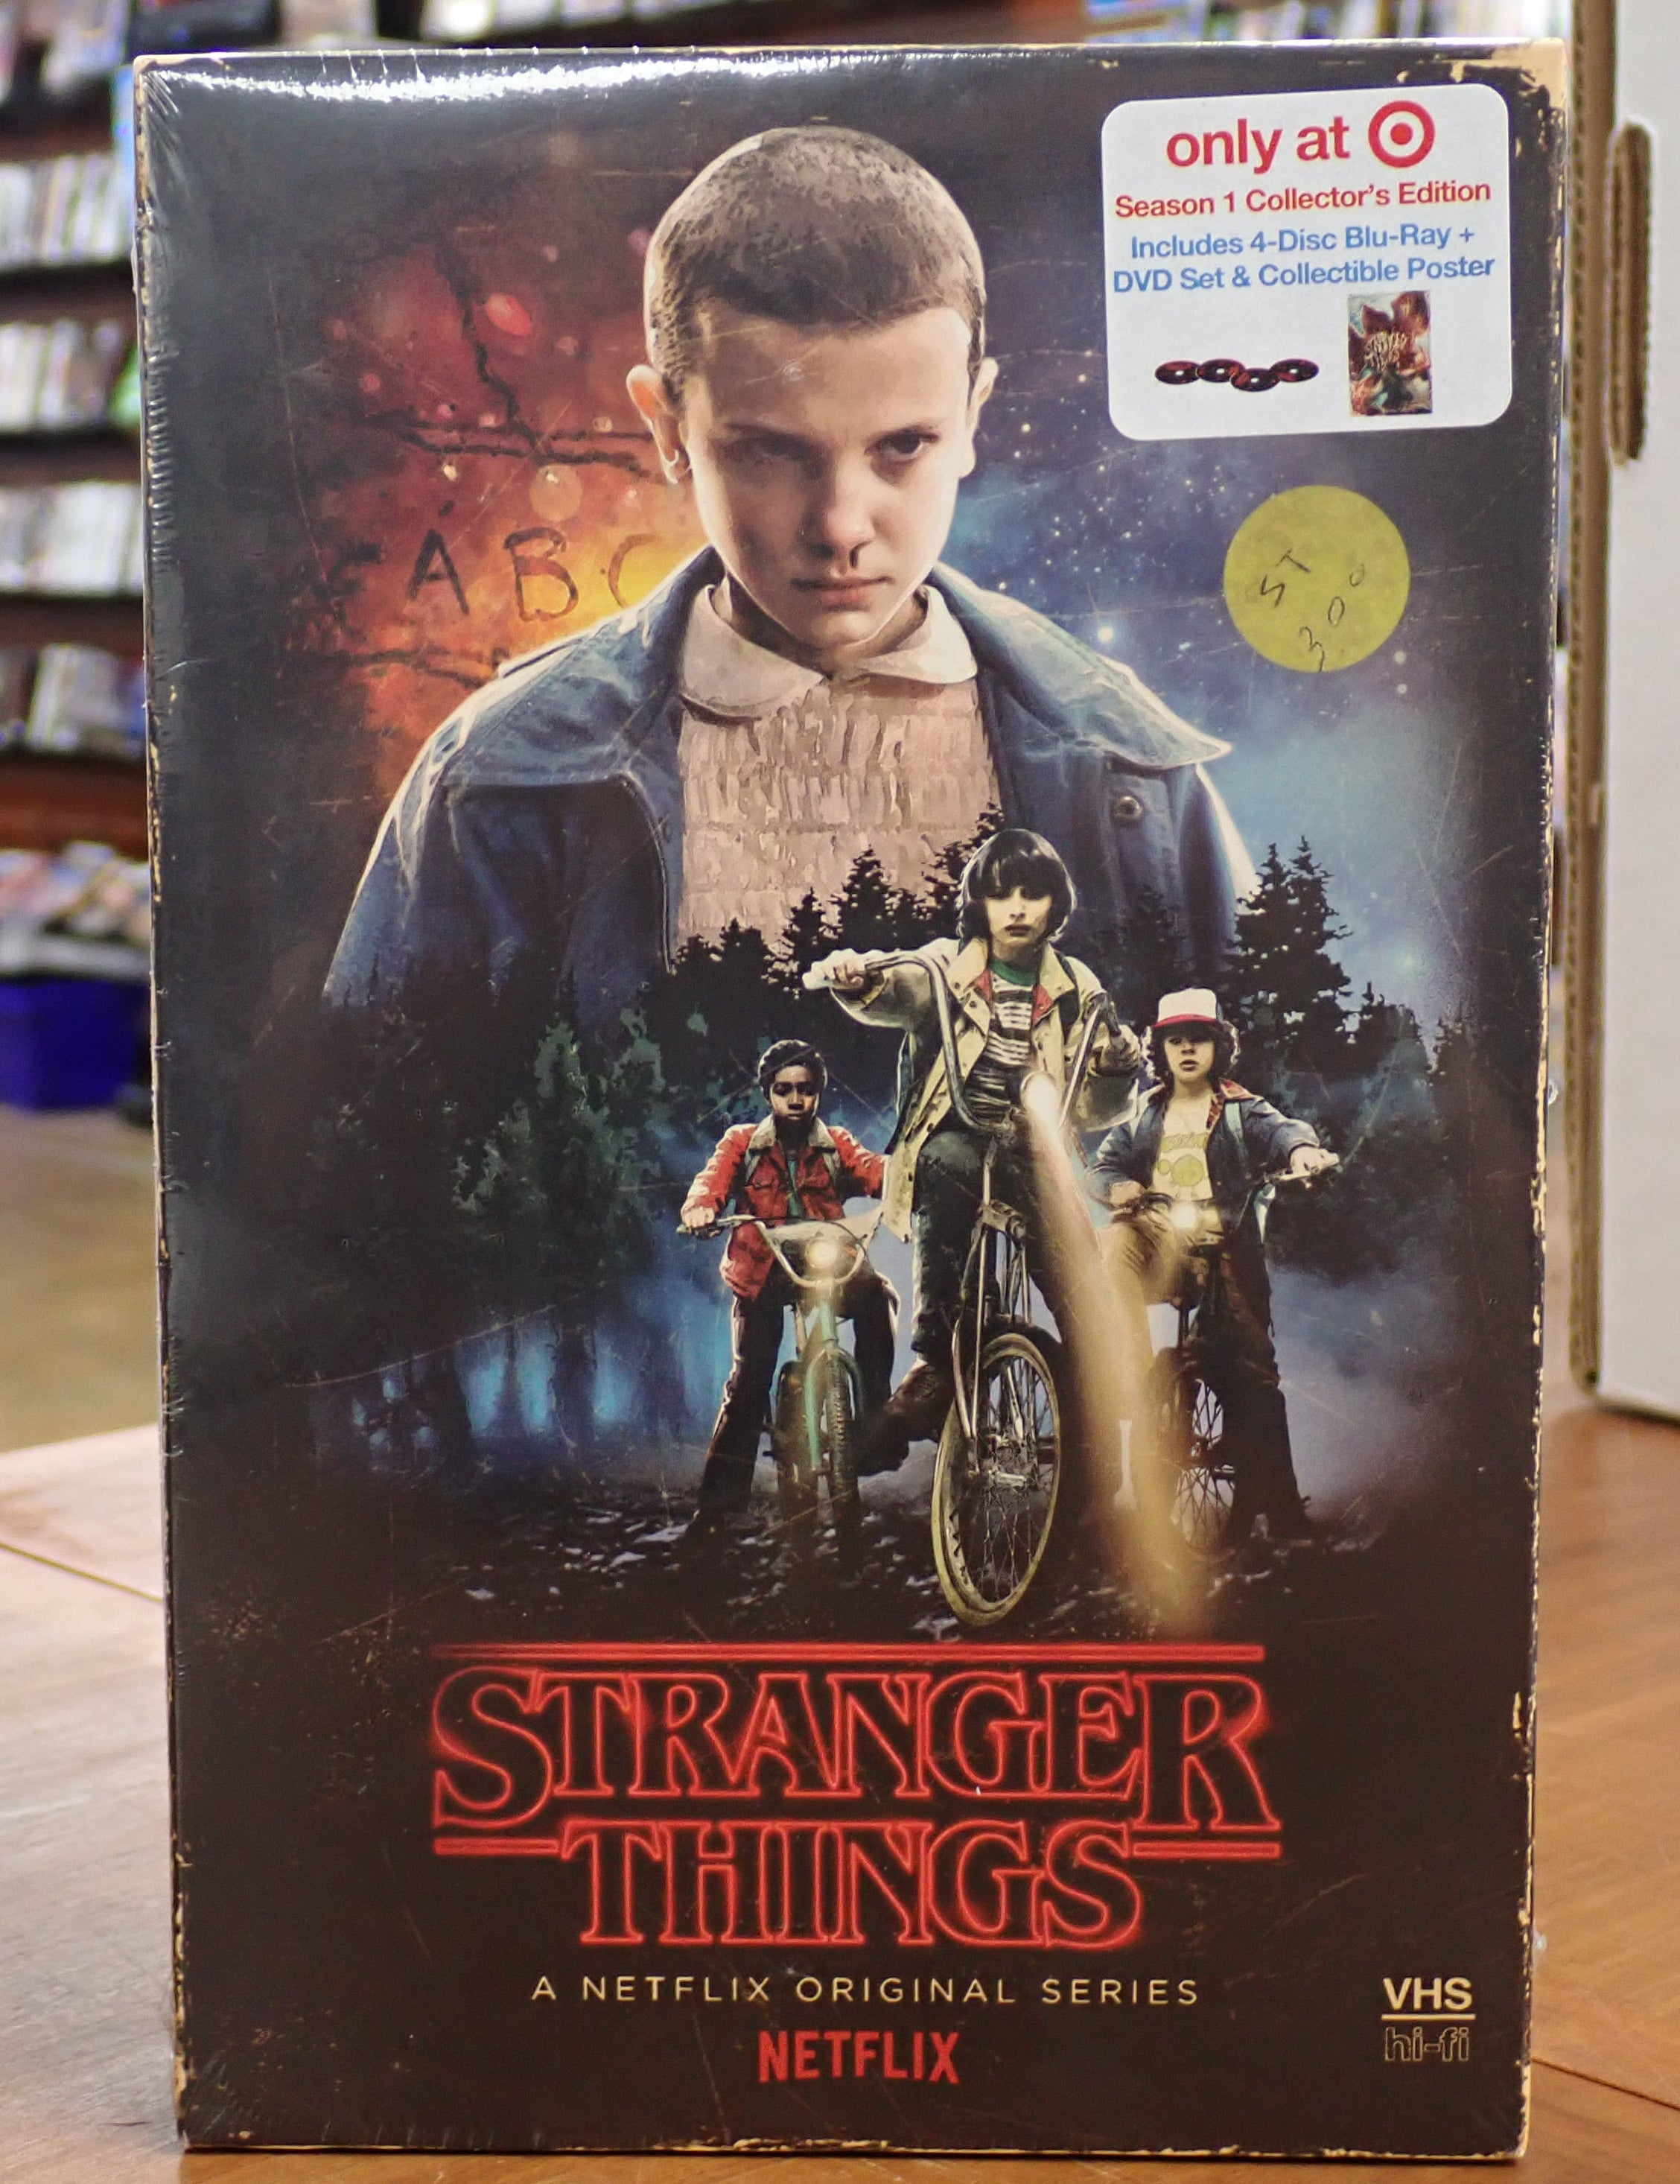 only at
Season 1 Collector's Edition
Includes 4-Disc Blu-Ray +
DVD Set & Collectible Poster
ABC
ST
300
STRANGER
THINGS
A NETFLIX ORIGINAL SERIES
NETFLIX
VHS
hi-fi